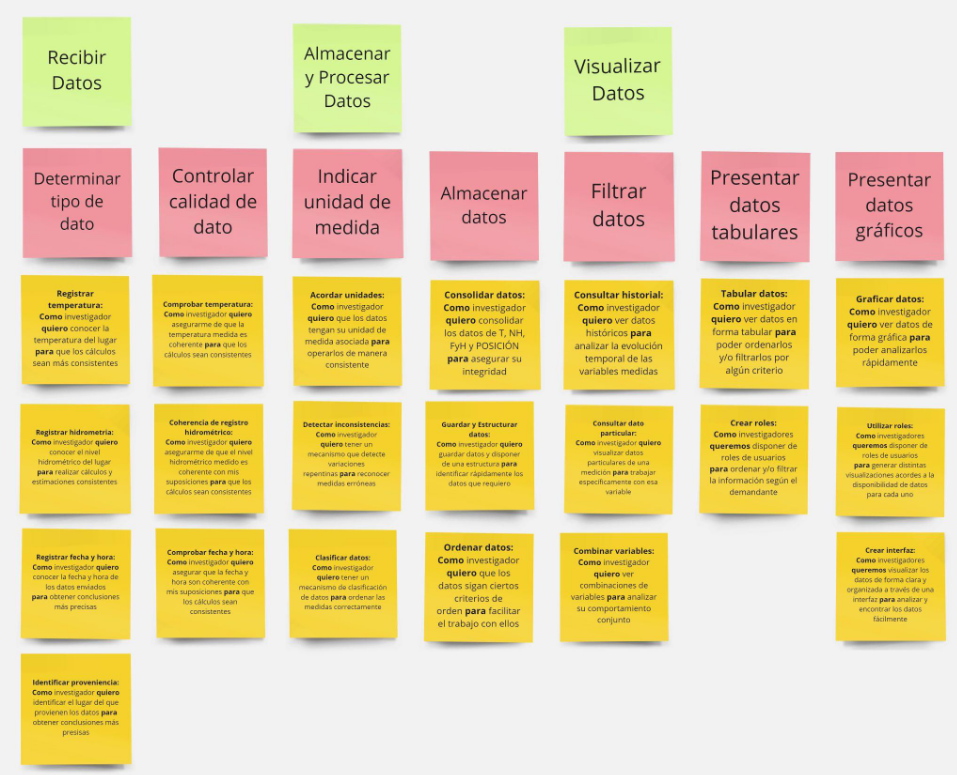 Recibir
Datos
Almacenar
y Procesar
Datos
Visualizar
Datos
Determinar
tipo de
dato
Controlar
calidad de
dato
Indicar
unidad de
medida
Almacenar
datos
Filtrar
datos
Presentar
datos
tabulares
Presentar
datos
gráficos
Registrar
temperatura:
Como investigador
quiero conocer la
temperatura del lugar
para que los cálculos
sean más consistentes
Comprobar temperatura:
Como investigador quiero
asegurarme de que la
temperatura medida es
coherente para que los
cálculos sean consistentes
Acordar unidades:
Como investigador
quiero que los datos
tengan su unidad de
medida asociada para
operarlos de manera
consistente
Consolidar datos:
Como investigador
quiero consolidar
los datos de T, NH,
FyH y POSICIÓN
para asegurar su
integridad
Consultar historial:
Como investigador
quiero ver datos
históricos para
analizar la evolución
temporal de las
variables medidas
Tabular datos:
Como investigador
quiero ver datos en
forma tabular para
poder ordenarlos
y/o filtrarlos por
algún criterio
Graficar datos:
Como investigador
quiero ver datos de
forma gráfica para
poder analizarlos
rápidamente
Registrar hidrometria:
Como investigador quiero
conocer el nivel
hidrométrico del lugar
para realizar cálculos y
estimaciones consistentes
Coherencia de registro
hidrométrico:
Como investigador quiero
asegurarme de que el nivel
hidrométrico medido es
coherente con mis
suposiciones para que los
cálculos sean consistentes
Detectar inconsistencias:
Como investigador
quiero tener un
mecanismo que detecte
variaciones
repentinas para reconocer
medidas erróneas
Guardar y Estructurar
datos:
Como investigador quiero
guardar datos y disponer
de una estructura para
identificar rápidamente los
datos que requiero
Consultar dato
particular:
Como investigador quiero
visualizar datos
particulares de una
medición para trabajar
especificamente con esa
variable
Crear roles:
Como investigadores
queremos disponer de
roles de usuarios
para ordenar y/o filtrar
la información según el
demandante
Utilizar roles:
Como investigadores
queremos disponer de
roles de usuarios
para generar distintas
visualizaciones acordes a la
disponibilidad de datos
para cada uno
Registrar fecha y hora:
Como investigador quiero
conocer la fecha y hora de
los datos enviados
para obtener conclusiones
más precisas
Comprobar fecha y hora:
Como investigador quiero
asegurar que la fecha y
hora son coherente con
mis suposiciones para que
los cálculos sean
consistentes
Clasificar datos:
Como investigador
quiero tener un
mecanismo de clasificación
de datos para ordenar las
medidas correctamente
Ordenar datos:
Como investigador
quiero que los
datos sigan ciertos
criterios de
orden para facilitar
el trabajo con ellos
Combinar variables:
Como investigador
quiero ver
combinaciones de
variables para analizar
su comportamiento
conjunto
Crear interfaz:
Como investigadores
queremos visualizar los
datos de forma clara y
organizada a través de una
interfaz para analizar y
encontrar los datos
fácilmente
Identificar proveniencia:
Como investigador quiero
identificar el lugar del que
provienen los datos para
obtener conclusiones más
presisas